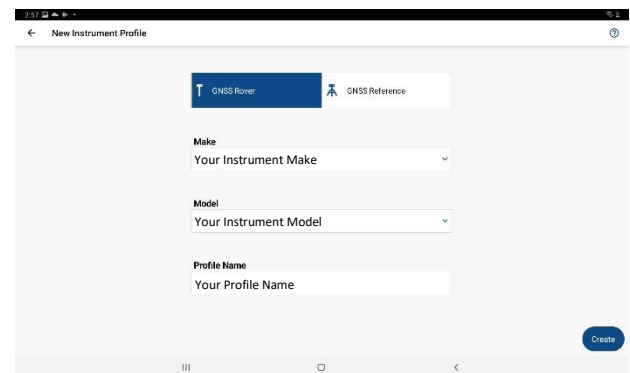 2:57
New Instrument Profile
GNSS Rover
GNSS Reference
Make
Your Instrument Make
Model
Your Instrument Model
Profile Name
Your Profile Name
Create